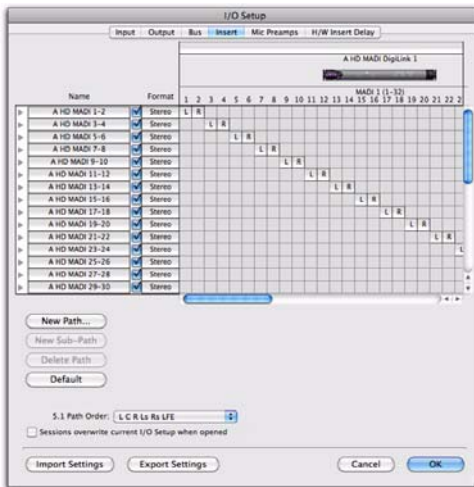 I/O Setup
Input Output Bus Insert Mic Preamps H/W Insert Delay
A HD MADI DigiLink 1
MADI 1 (1-32)
Name Format 1 2 3 4 5 6 7 8 9 10 11 12 13 14 15 16 17 18 19 20 21 22 2
A HD MADI 1-2 Stereo L R
A HD MADI 3-4 Stereo L R
A HD MADI 5-6 Stereo L R
A HD MADI 7-8 Stereo L R
A HD MADI 9-10 Stereo L R
A HD MADI 11-12 Stereo L R
A HD MADI 13-14 Stereo L R
A HD MADI 15-16 Stereo L R
A HD MADI 17-18 Stereo L R
A HD MADI 19-20 Stereo L R
A HD MADI 21-22 Stereo L R
A HD MADI 23-24 Stereo L
A HD MADI 25-26 Stereo
A HD MADI 27-28 Stereo
A HD MADI 29-30 Stereo
New Path...
New Sub-Path
Delete Path
Default
5.1 Path Order: L C R Ls Rs LFE
Sessions overwrite current I/O Setup when opened
Import Settings Export Settings Cancel OK